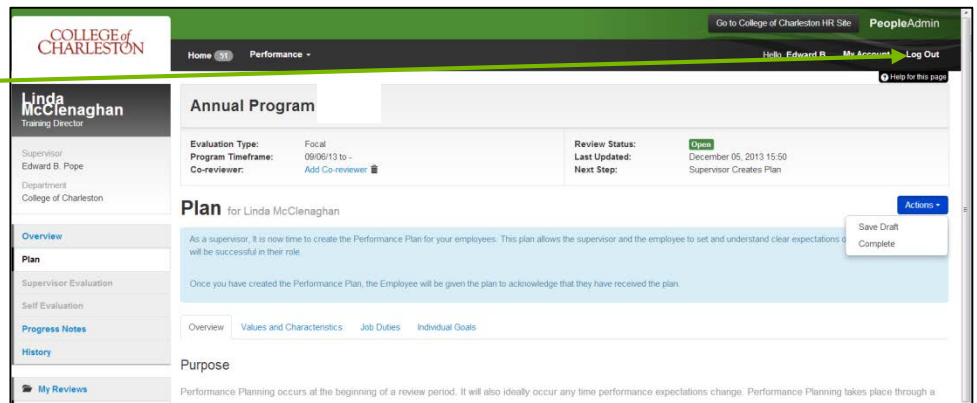 COLLEGE of
CHARLESTON
Go to College of Charleston HR Site PeopleAdmin
Home 51 Performance
Hello, Edward B. My Account Log Out
Help for this page
Linda
McClenaghan
Training Director
Supervisor
Edward B. Pope
Department
College of Charleston
Overview
Plan
Supervisor Evaluation
Self Evaluation
Progress Notes
History
My Reviews
Annual Program
Evaluation Type: Focal
Program Timeframe: 09/06/13 to -
Co-reviewer: Add Co-reviewer
Review Status: Open
Last Updated: December 05, 2013 15:50
Next Step: Supervisor Creates Plan
Plan for Linda McClenaghan
Actions
Save Draft
Complete
As a supervisor, It is now time to create the Performance Plan for your employees. This plan allows the supervisor and the employee to set and understand clear expectations
will be successful in their role.
Once you have created the Performance Plan, the Employee will be given the plan to acknowledge that they have received the plan.
Overview Values and Characteristics Job Duties Individual Goals
Purpose
Performance Planning occurs at the beginning of a review period. It will also ideally occur any time performance expectations change. Performance Planning takes place through a